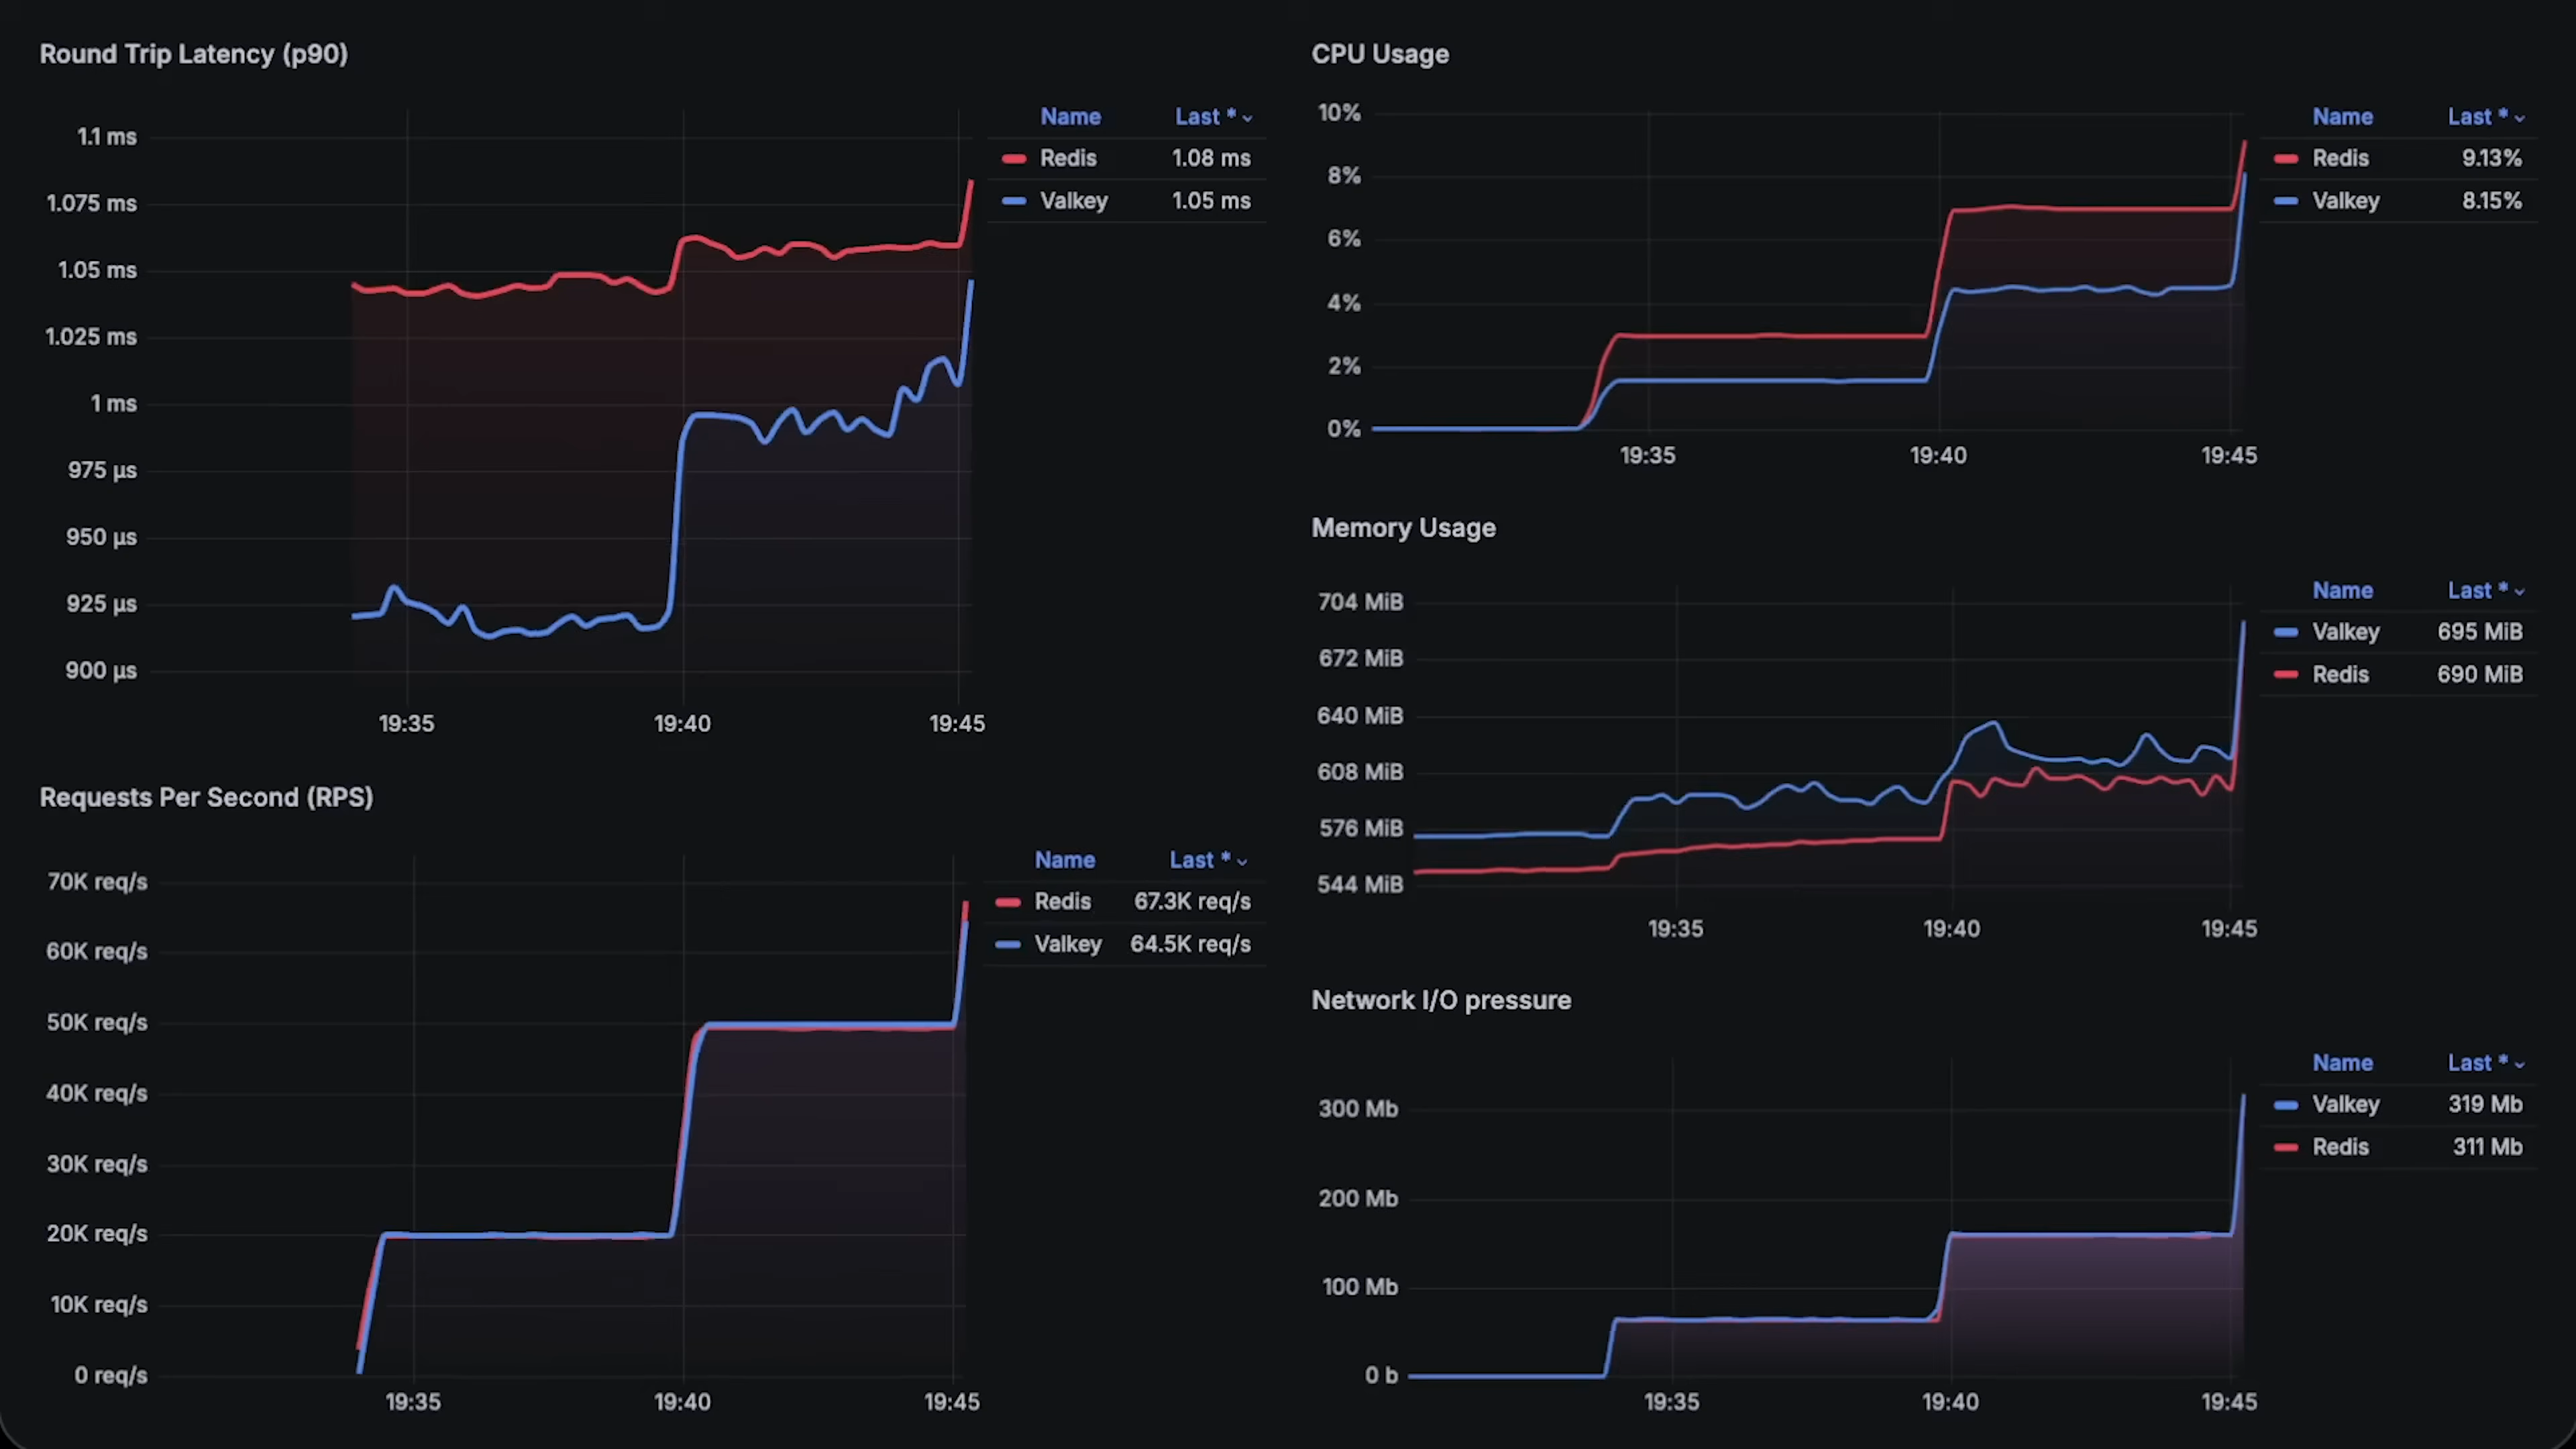 Round Trip Latency (p90)
1.1 ms
1.075 ms
1.05 ms
1.025 ms
1 ms
975 µs
950 µs
925 µs
900 µs
19:35 19:40 19:45
Name Last *
Redis 1.08 ms
Valkey 1.05 ms
Requests Per Second (RPS)
70K req/s
60K req/s
50K req/s
40K req/s
30K req/s
20K req/s
10K req/s
0 req/s
19:35 19:40 19:45
Name Last *
Redis 67.3K req/s
Valkey 64.5K req/s
CPU Usage
10%
8%
6%
4%
2%
0%
19:35 19:40 19:45
Name Last *
Redis 9.13%
Valkey 8.15%
Memory Usage
704 MiB
672 MiB
640 MiB
608 MiB
576 MiB
544 MiB
19:35 19:40 19:45
Name Last *
Valkey 695 MiB
Redis 690 MiB
Network I/O pressure
300 Mb
200 Mb
100 Mb
0 b
19:35 19:40 19:45
Name Last *
Valkey 319 Mb
Redis 311 Mb